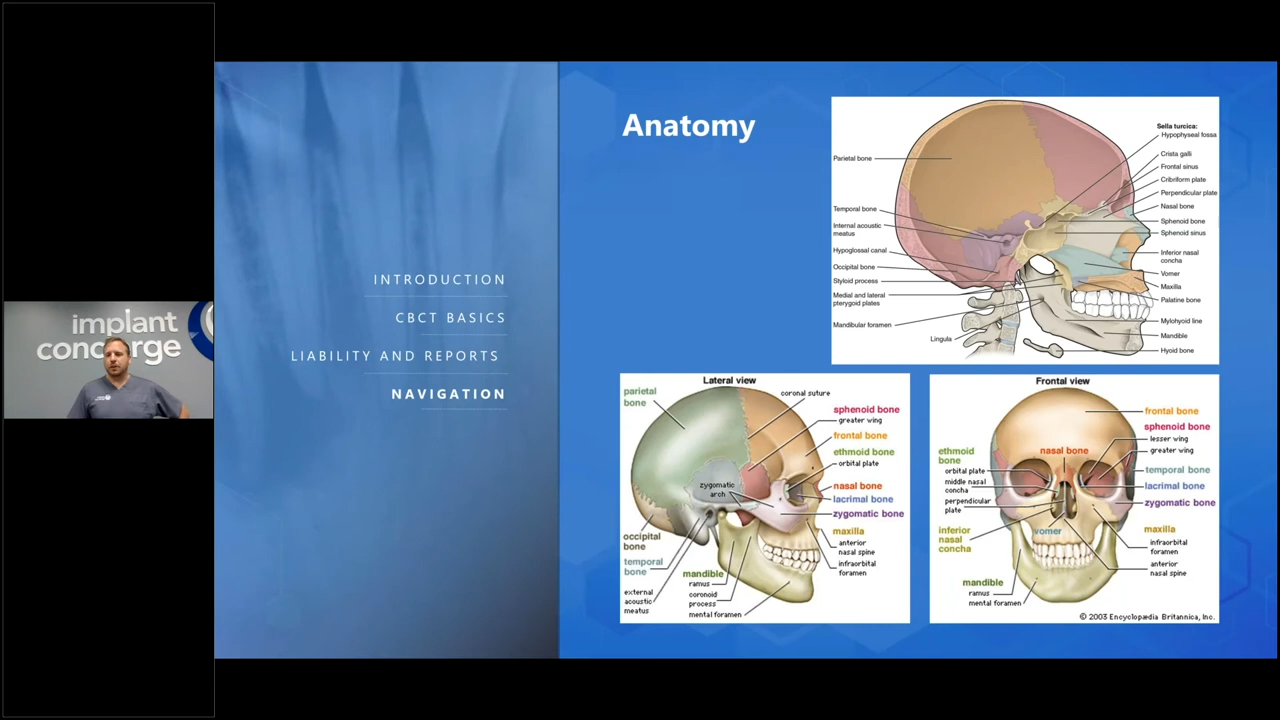 implant
concierge
INTRODUCTION
CBCT BASICS
LIABILITY AND REPORTS
NAVIGATION
Anatomy
Parietal bone
Temporal bone
Internal acoustic
meatus
Hypoglossal canal
Occipital bone
Styloid process
Medial and lateral
pterygoid plates
Mandibular foramen
Lingula
Sella turcica:
Hypophyseal fossa
Crista galli
Frontal sinus
Cribriform plate
Perpendicular plate
Nasal bone
Sphenoid bone
Sphenoid sinus
Inferior nasal
concha
Vomer
Maxilla
Palatine bone
Mylohyoid line
Mandible
Hyoid bone
Lateral view
parietal
bone
coronal suture
sphenoid bone
greater wing
frontal bone
ethmoid bone
orbital plate
zygomatic
arch
nasal bone
lacrimal bone
zygomatic bone
maxilla
anterior
nasal spine
infraorbital
foramen
occipital
bone
temporal
bone
external
acoustic
meatus
mandible
ramus
coronoid
process
mental foramen
Frontal view
frontal bone
sphenoid bone
lesser wing
greater wing
temporal bone
lacrimal bone
zygomatic bone
maxilla
infraorbital
foramen
anterior
nasal spine
nasal bone
ethmoid
bone
orbital plate
middle nasal
concha
perpendicular
plate
inferior
nasal
concha
vomer
mandible
ramus
mental foramen
© 2003 Encyclopædia Britannica, Inc.